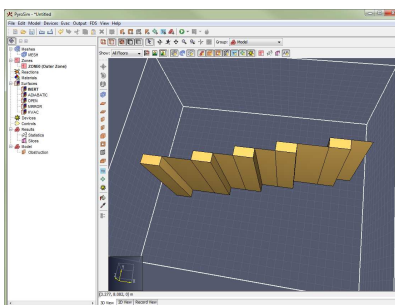 PyroSim - *Untitled
File Edit Model Devices Evac Output FDS View Help
Group: Model
Show: All Floors
Meshes
MESH
Zones
ZONE0 (Outer Zone)
Reactions
Materials
Surfaces
INERT
ADIABATIC
OPEN
MIRROR
HVAC
Devices
Controls
Results
Statistics
Slices
Model
Obstruction
3D View 2D View Record View